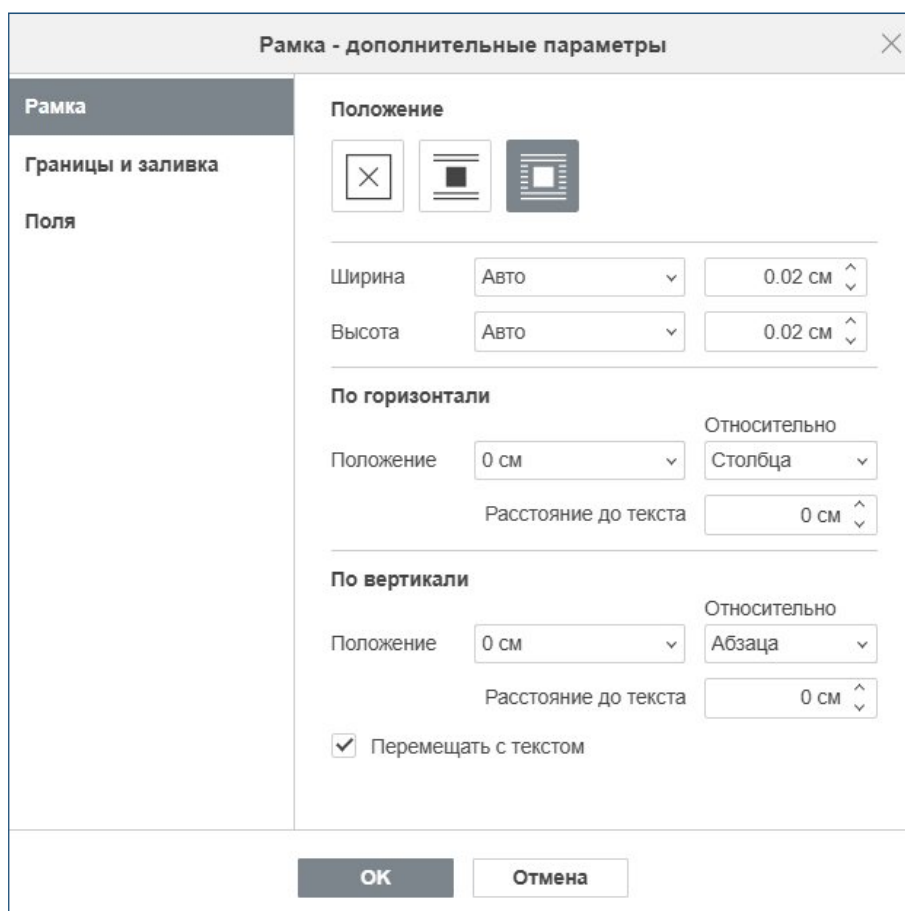 Рамка - дополнительные параметры
Рамка
Границы и заливка
Поля
Положение
Ширина Авто 0.02 см
Высота Авто 0.02 см
По горизонтали
Относительно
Положение 0 см Столбца
Расстояние до текста 0 см
По вертикали
Относительно
Положение 0 см Абзаца
Расстояние до текста 0 см
Перемещать с текстом
OK Отмена